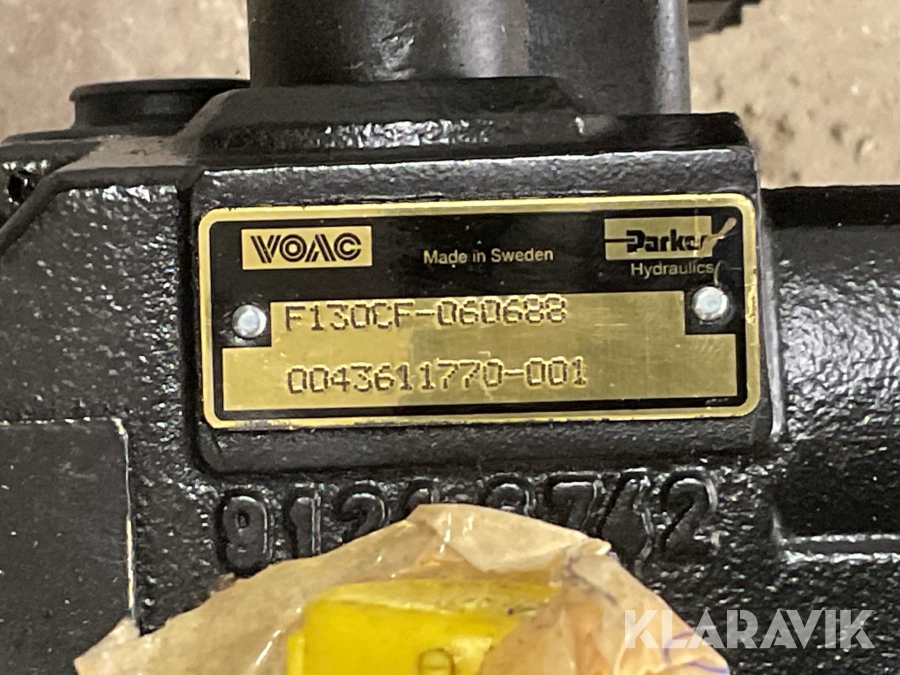 VOAC
Made in Sweden
Parker
Hydraulics
F130CF-060688
0043611770-001
KLARAVIK